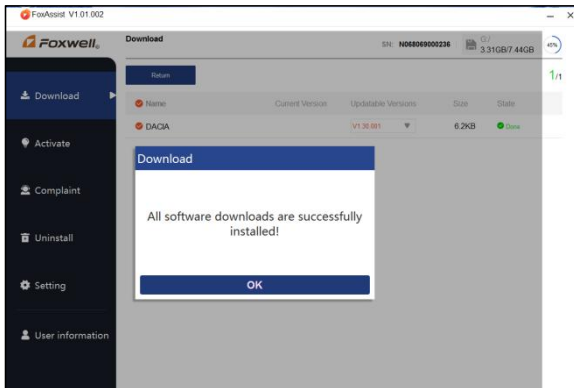 FoxAssist V1.01.002
FOXWELL®
Download
SN: N068069000236
G:/
3.31GB/7.44GB
45%
Return
1/1
Download
Name
Current Version
Updatable Versions
Size
State
DACIA
V1.30.001
6.2KB
Done
Activate
Complaint
Uninstall
Setting
User information
Download
All software downloads are successfully
installed!
OK